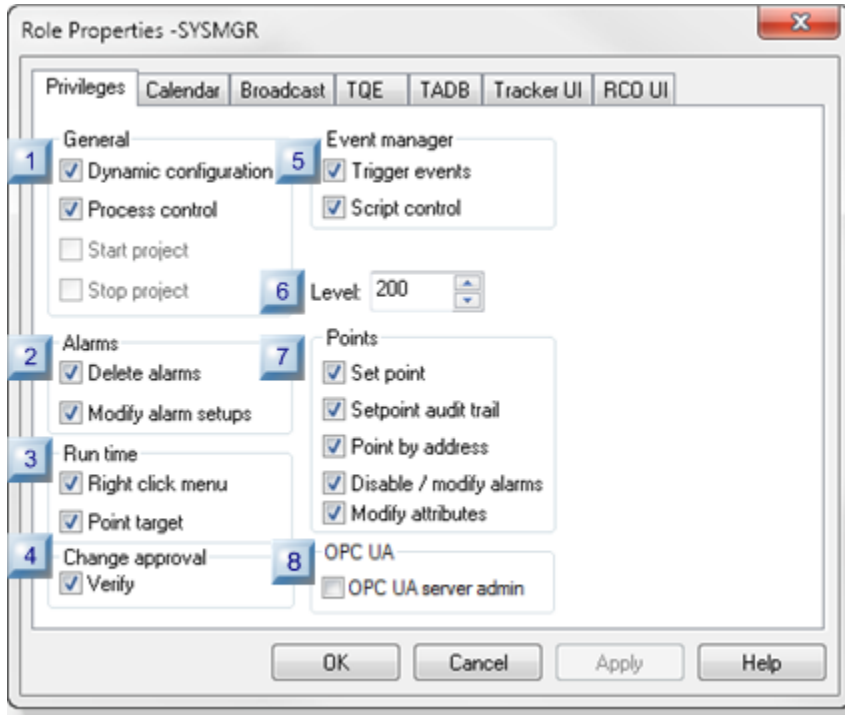 Role Properties -SYSMGR
Privileges Calendar Broadcast TQE TADB Tracker UI RCO UI
1 General
Dynamic configuration
Process control
Start project
Stop project
2 Alarms
Delete alarms
Modify alarm setups
3 Run time
Right click menu
Point target
4 Change approval
Verify
5 Event manager
Trigger events
Script control
6 Level: 200
7 Points
Set point
Setpoint audit trail
Point by address
Disable / modify alarms
Modify attributes
8 OPC UA
OPC UA server admin
OK Cancel Apply Help